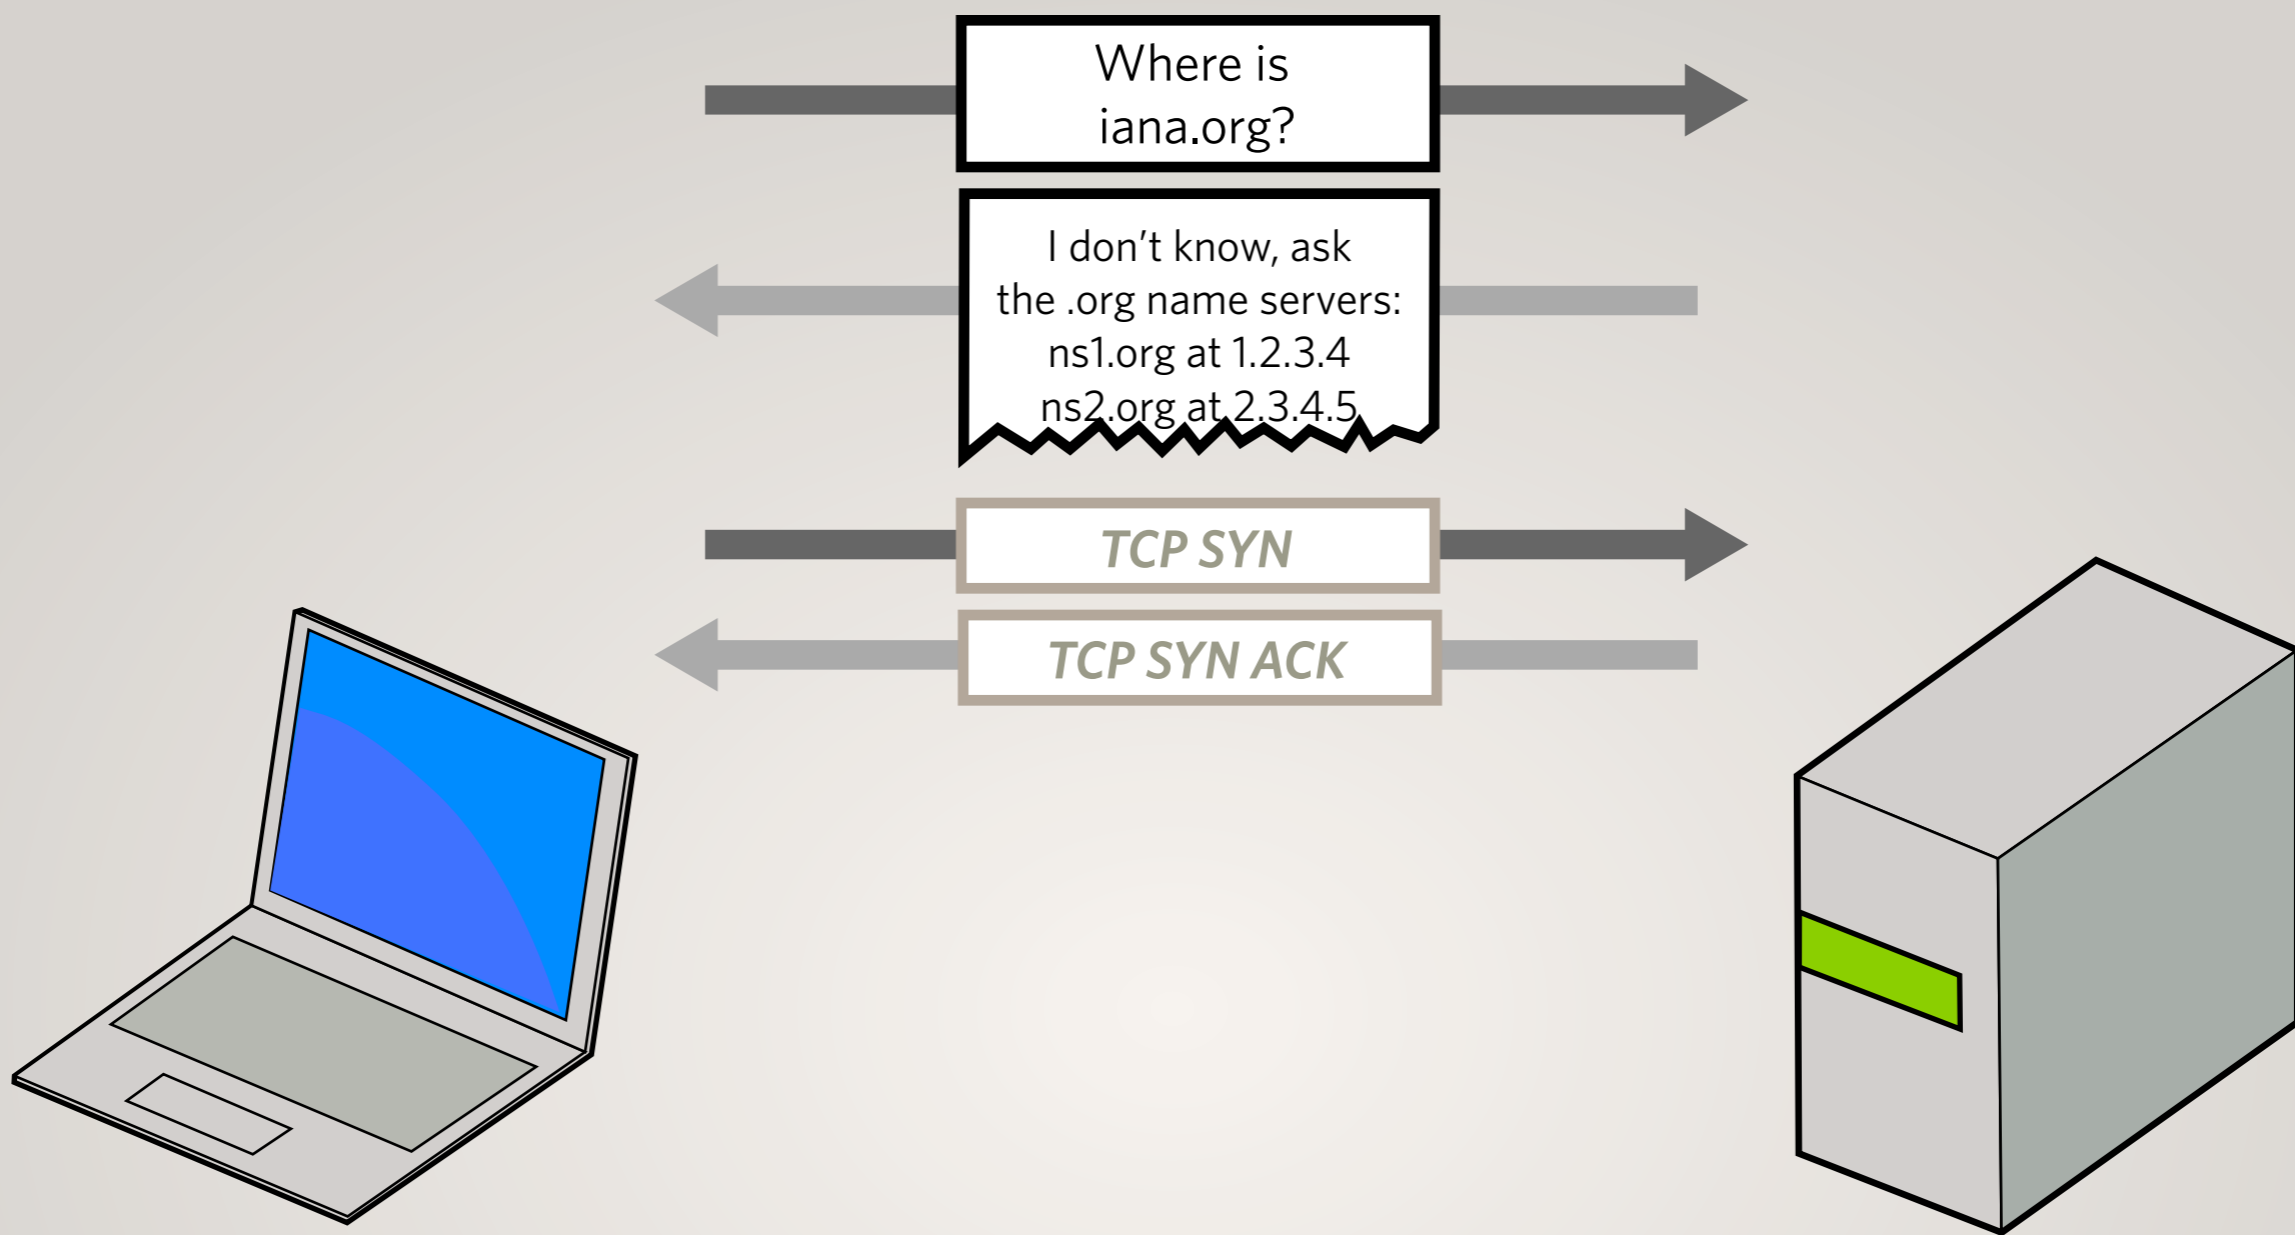 Where is
iana.org?
I don't know, ask
the .org name servers:
ns1.org at 1.2.3.4
ns2.org at 2.3.4.5
TCP SYN
TCP SYN ACK